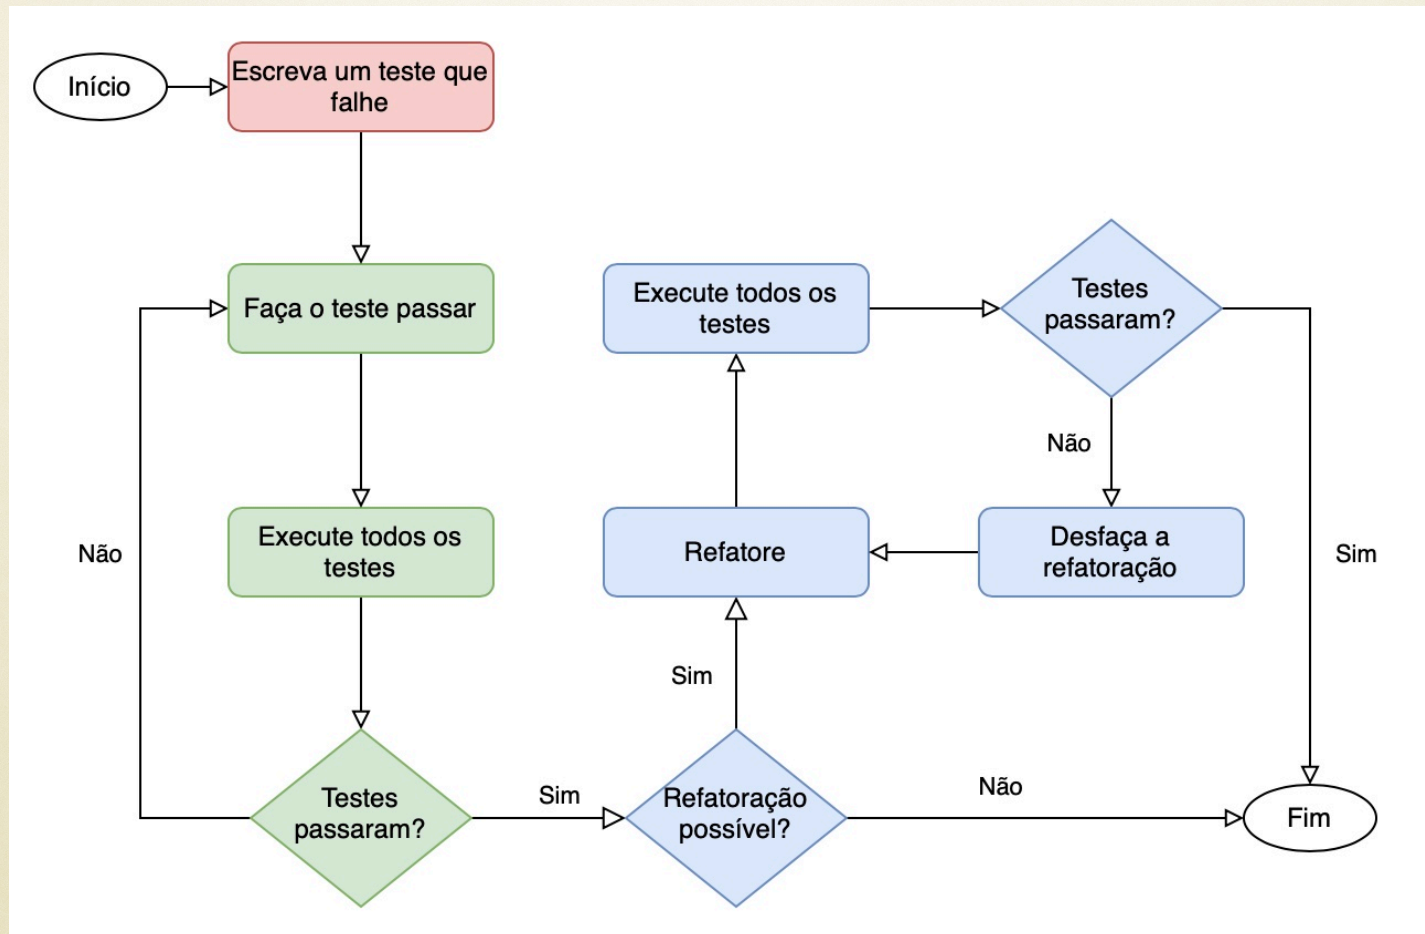 Início
Escreva um teste que
falhe
Faça o teste passar
Execute todos os
testes
Testes
passaram?
Não
Sim
Refatoração
possível?
Sim
Não
Refatore
Execute todos os
testes
Testes
passaram?
Não
Desfaça a
refatoração
Sim
Fim